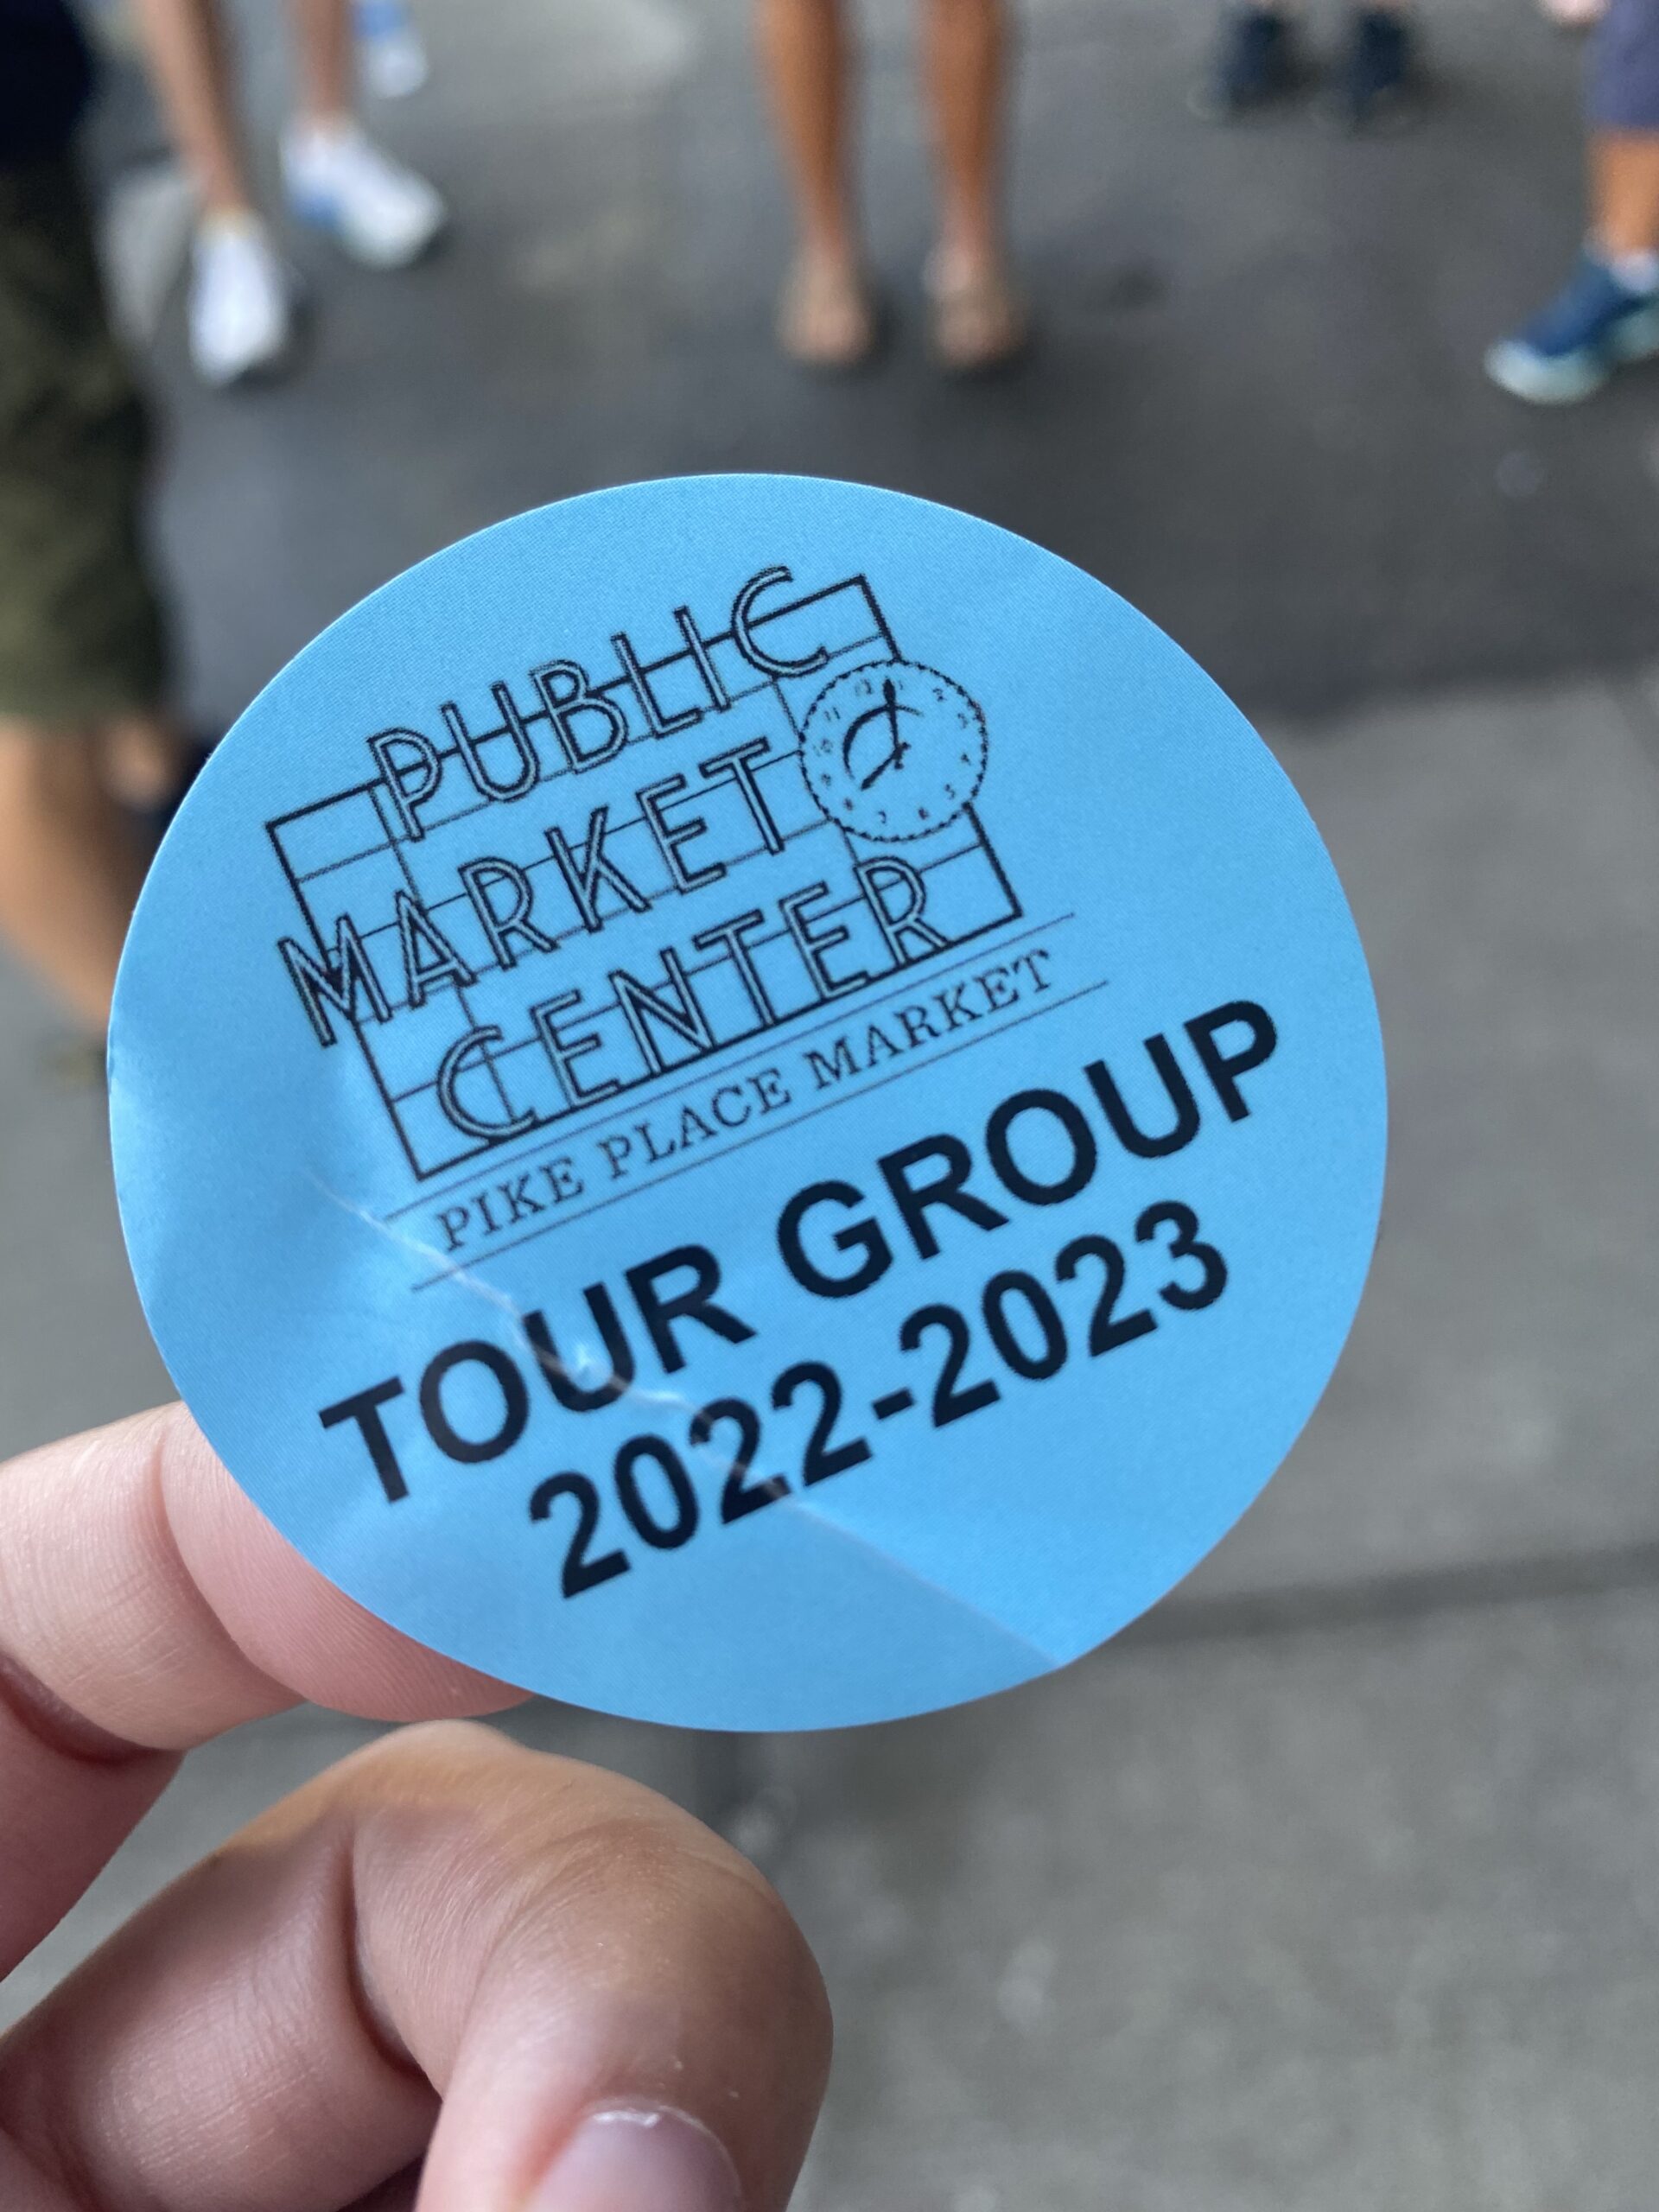 PUBLIC
MARKET
CENTER
PIKE PLACE MARKET
TOUR GROUP
2022-2023